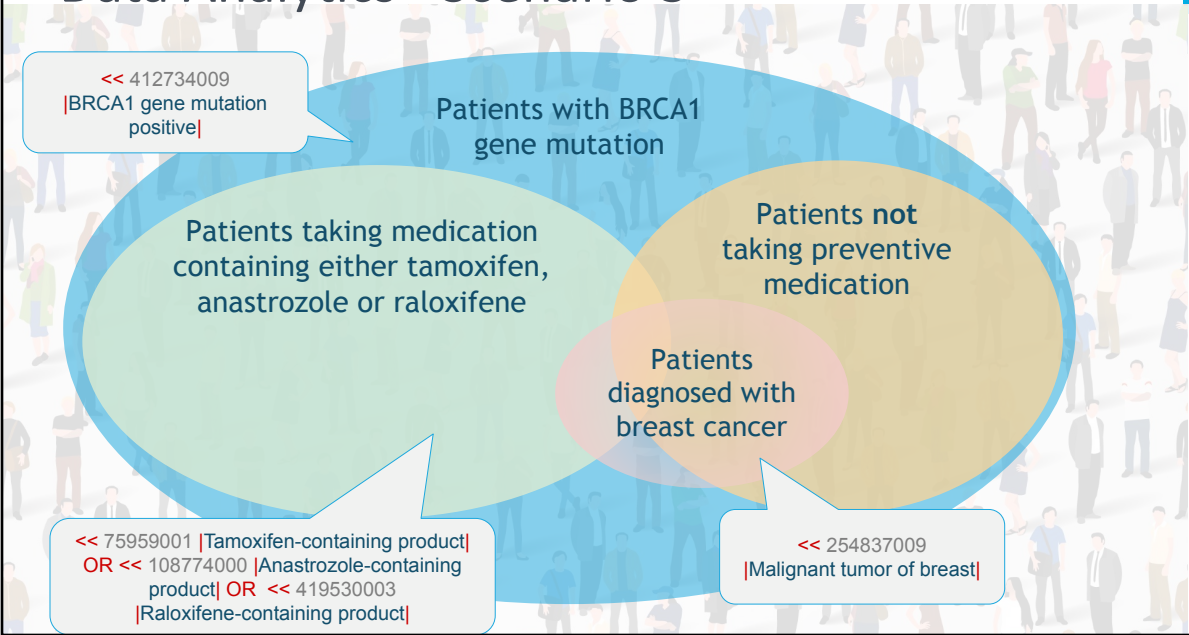 << 412734009
|BRCA1 gene mutation
positive|
Patients with BRCA1
gene mutation
Patients taking medication
containing either tamoxifen,
anastrozole or raloxifene
Patients not
taking preventive
medication
Patients
diagnosed with
breast cancer
<< 75959001 |Tamoxifen-containing product|
OR << 108774000 |Anastrozole-containing
product| OR << 419530003
|Raloxifene-containing product|
<< 254837009
|Malignant tumor of breast|